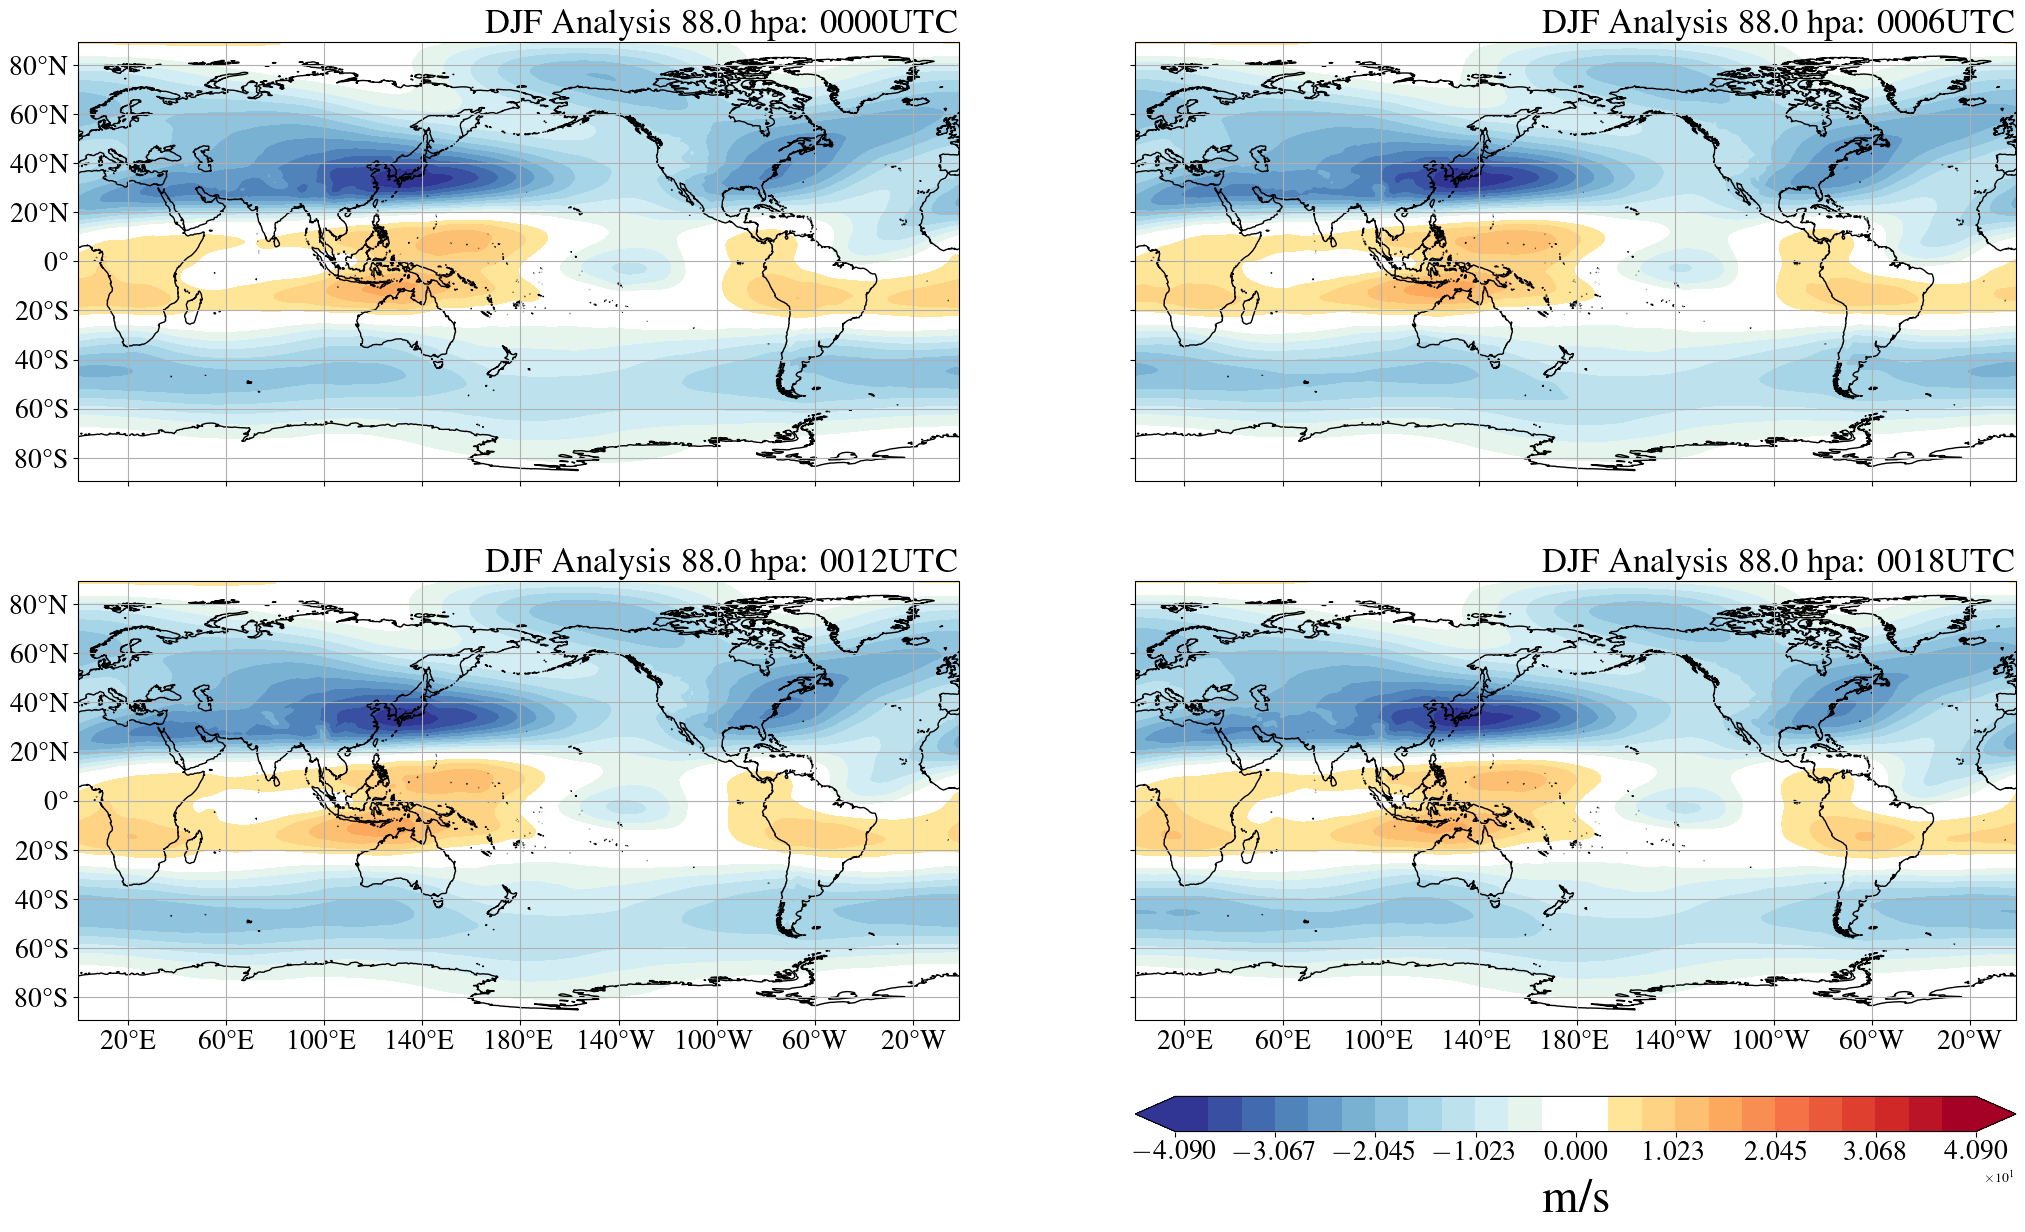 DJF Analysis 88.0 hpa: 0000UTC
DJF Analysis 88.0 hpa: 0006UTC
80°N
60°N
40°N
20°N
0°
20°S
40°S
60°S
80°S
DJF Analysis 88.0 hpa: 0012UTC
DJF Analysis 88.0 hpa: 0018UTC
80°N
60°N
40°N
20°N
0°
20°S
40°S
60°S
80°S
20°E 60°E 100°E 140°E 180°E 140°W 100°W 60°W 20°W
20°E 60°E 100°E 140°E 180°E 140°W 100°W 60°W 20°W
−4.090 −3.067 −2.045 −1.023 0.000 1.023 2.045 3.068 4.090
×10¹
m/s